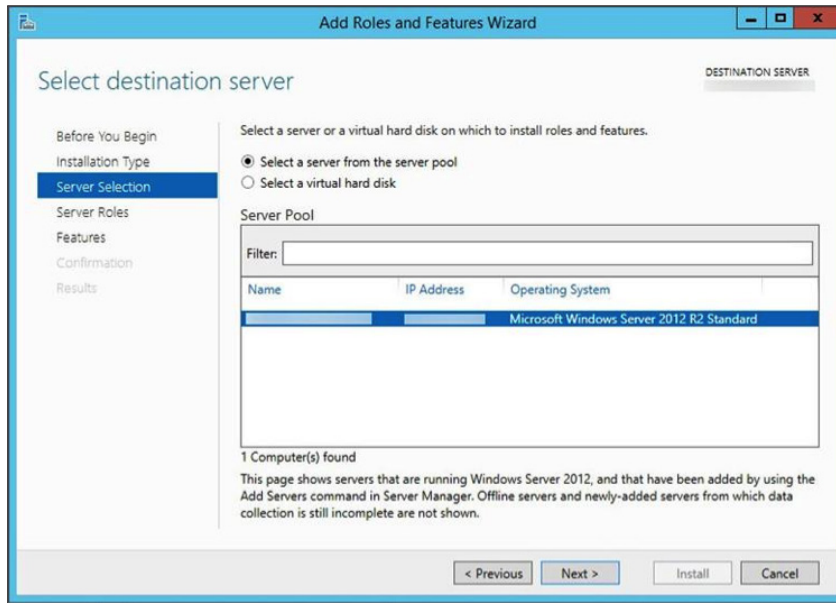 Add Roles and Features Wizard
Select destination server
DESTINATION SERVER
Before You Begin
Installation Type
Server Selection
Server Roles
Features
Confirmation
Results
Select a server or a virtual hard disk on which to install roles and features.
Select a server from the server pool
Select a virtual hard disk
Server Pool
Filter:
Name IP Address Operating System
Microsoft Windows Server 2012 R2 Standard
1 Computer(s) found
This page shows servers that are running Windows Server 2012, and that have been added by using the
Add Servers command in Server Manager. Offline servers and newly-added servers from which data
collection is still incomplete are not shown.
< Previous Next > Install Cancel